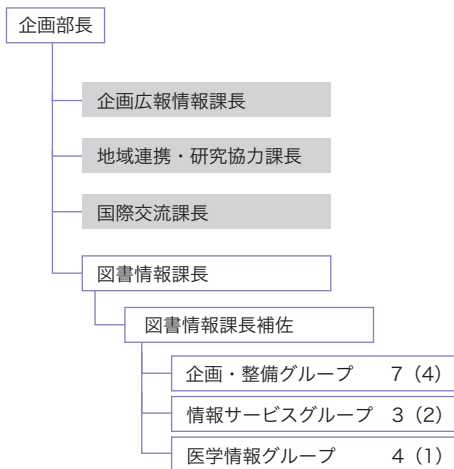 企画部長
企画広報情報課長
地域連携・研究協力課長
国際交流課長
図書情報課長
図書情報課長補佐
企画・整備グループ　7（4）
情報サービスグループ　3（2）
医学情報グループ　4（1）